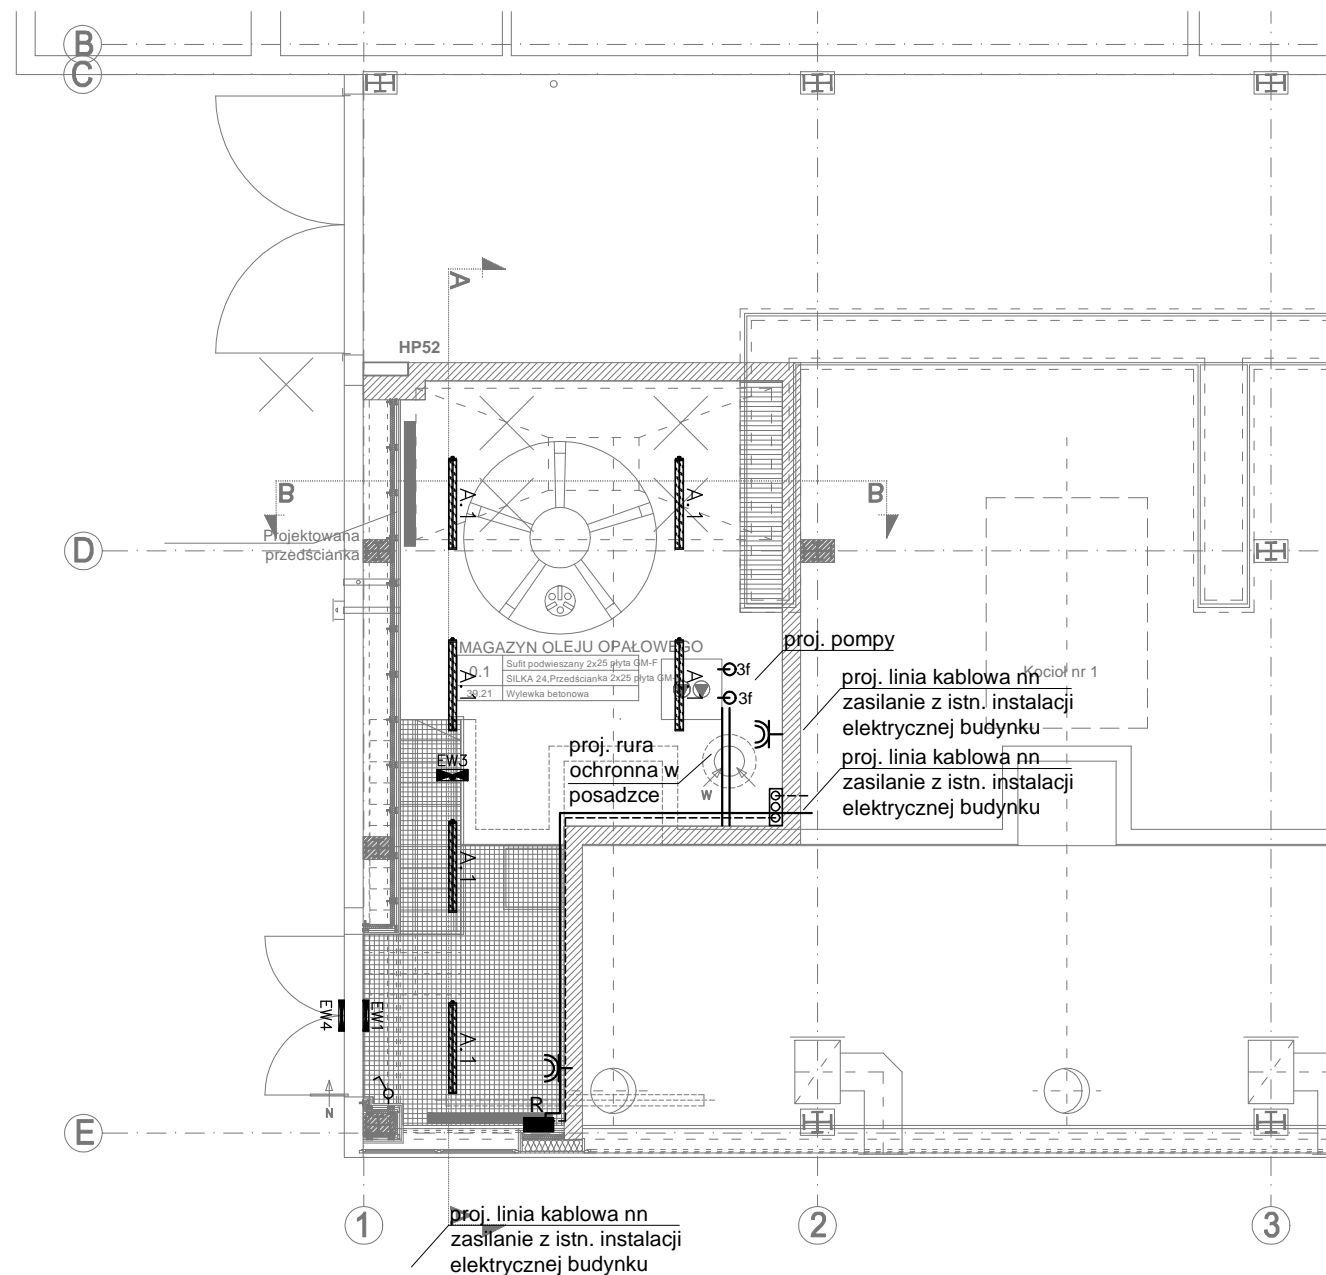 B
C
A
HP52
B
B
A.1
A.1
D
Projektowana
przedścianka
MAGAZYN OLEJU OPAŁOWEGO
0.1
Sufit podwieszany 2x25 płyta GM-F
SILKA 24,Przedścianka 2x25 płyta GM-
Wylewka betonowa
A.1
A.1
3f
3f
proj. pompy
Kocioł nr 1
proj. linia kablowa nn
zasilanie z istn. instalacji
elektrycznej budynku
proj. linia kablowa nn
zasilanie z istn. instalacji
elektrycznej budynku
proj. rura
ochronna w
posadzce
W
EW3
A.1
EW4
EW1
A.1
N
R
E
1
2
3
A
proj. linia kablowa nn
zasilanie z istn. instalacji
elektrycznej budynku